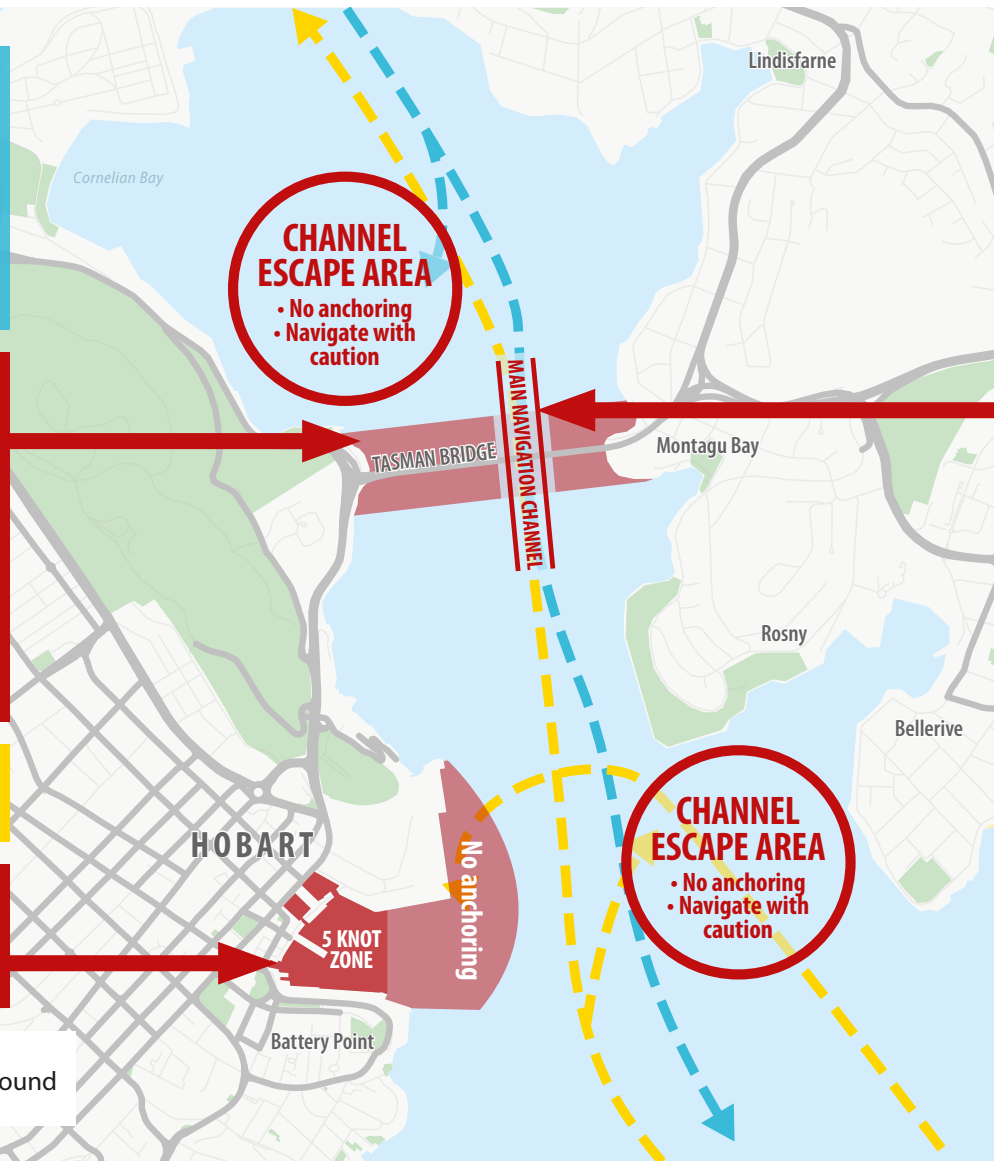 Lindisfarne
Cornelian Bay
CHANNEL
ESCAPE AREA
• No anchoring
• Navigate with
caution
MAIN NAVIGATION CHANNEL
TASMAN BRIDGE
Montagu Bay
Rosny
Bellerive
HOBART
No anchoring
CHANNEL
ESCAPE AREA
• No anchoring
• Navigate with
caution
5 KNOT
ZONE
Battery Point
ound